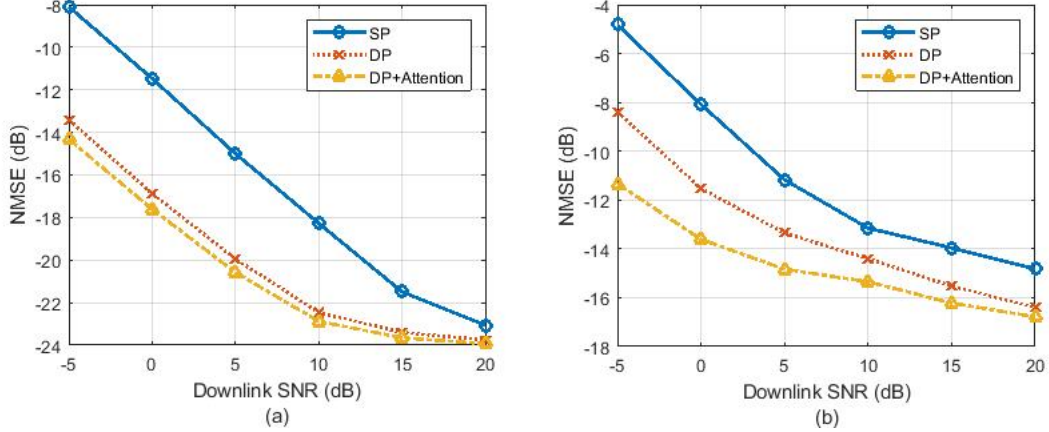 -8
-10
-12
-14
-16
-18
-20
-22
-24
NMSE (dB)
-5
0
5
10
15
20
Downlink SNR (dB)
(a)
SP
DP
DP+Attention
-4
-6
-8
-10
-12
-14
-16
-18
NMSE (dB)
-5
0
5
10
15
20
Downlink SNR (dB)
(b)
SP
DP
DP+Attention